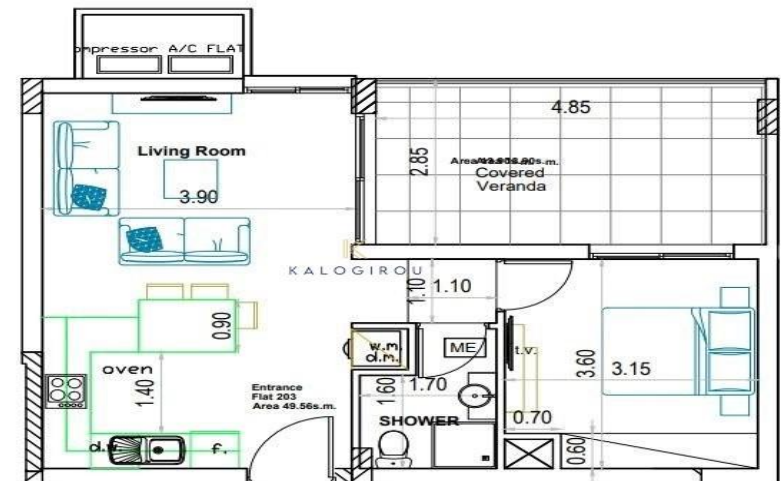 ompressor A/C FLAT
4.85
Living Room
2.85
Covered
Veranda
3.90
KALOGIROU
1.10
1.10
0.90
w.m.
d.m.
ME
t.v.
oven
3.60
3.15
1.40
Entrance
Flat 203
Area 49.56s.m.
1.60
1.70
SHOWER
0.70
d.w.
f.
0.60